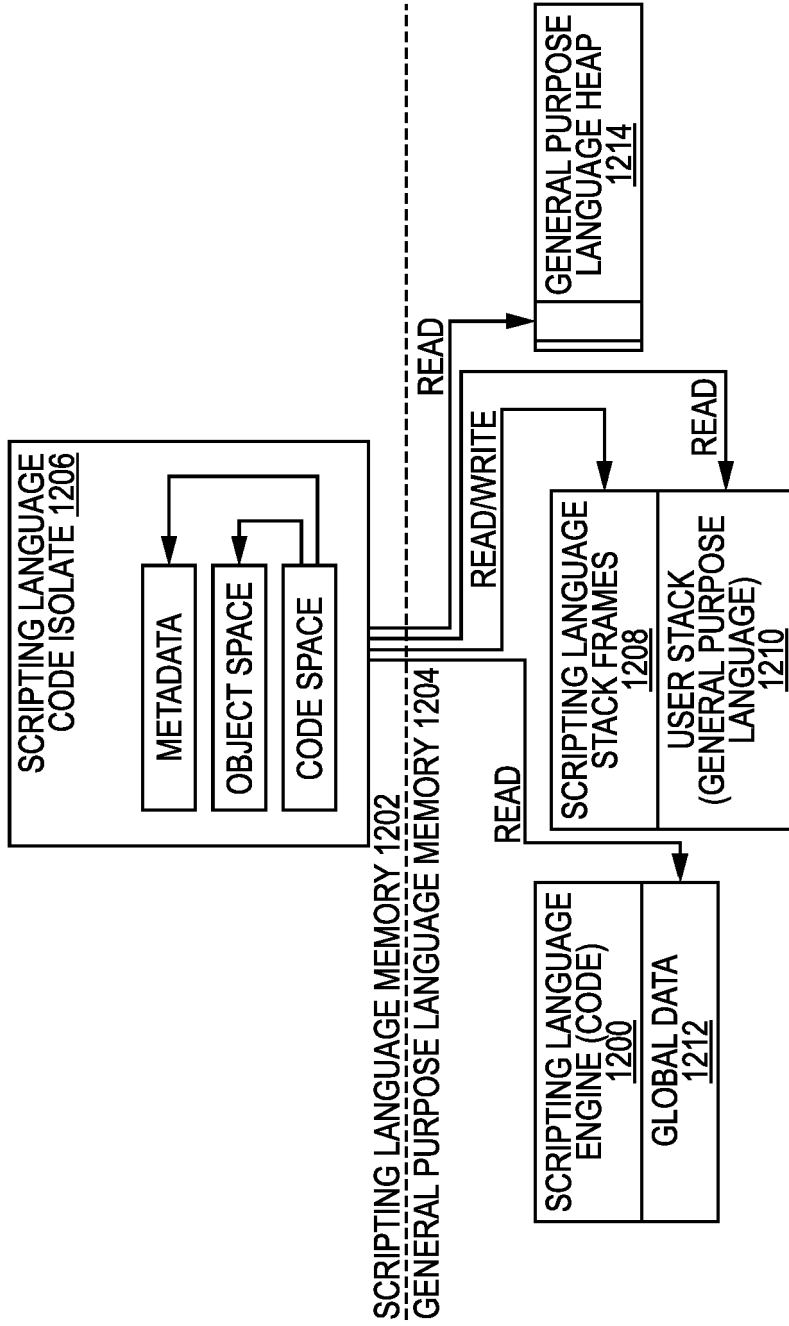 SCRIPTING LANGUAGE
CODE ISOLATE 1206
METADATA
OBJECT SPACE
CODE SPACE
SCRIPTING LANGUAGE MEMORY 1202
GENERAL PURPOSE LANGUAGE MEMORY 1204
READ
READ/WRITE
READ
READ
SCRIPTING LANGUAGE
ENGINE (CODE)
1200
GLOBAL DATA
1212
SCRIPTING LANGUAGE
STACK FRAMES
1208
USER STACK
(GENERAL PURPOSE
LANGUAGE)
1210
GENERAL PURPOSE
LANGUAGE HEAP
1214